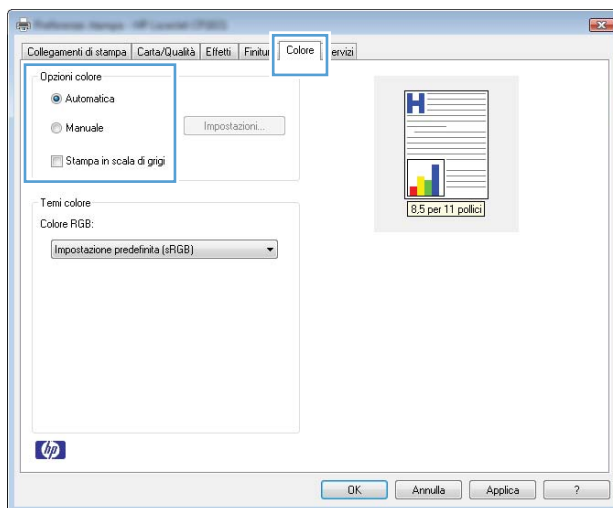 Collegamenti di stampa Carta/Qualità Effetti Finitur Colore ervizi
Opzioni colore
Automatica
Manuale Impostazioni...
Stampa in scala di grigi
H
8,5 per 11 pollici
Temi colore
Colore RGB:
Impostazione predefinita (sRGB)
hp
OK Annulla Applica ?